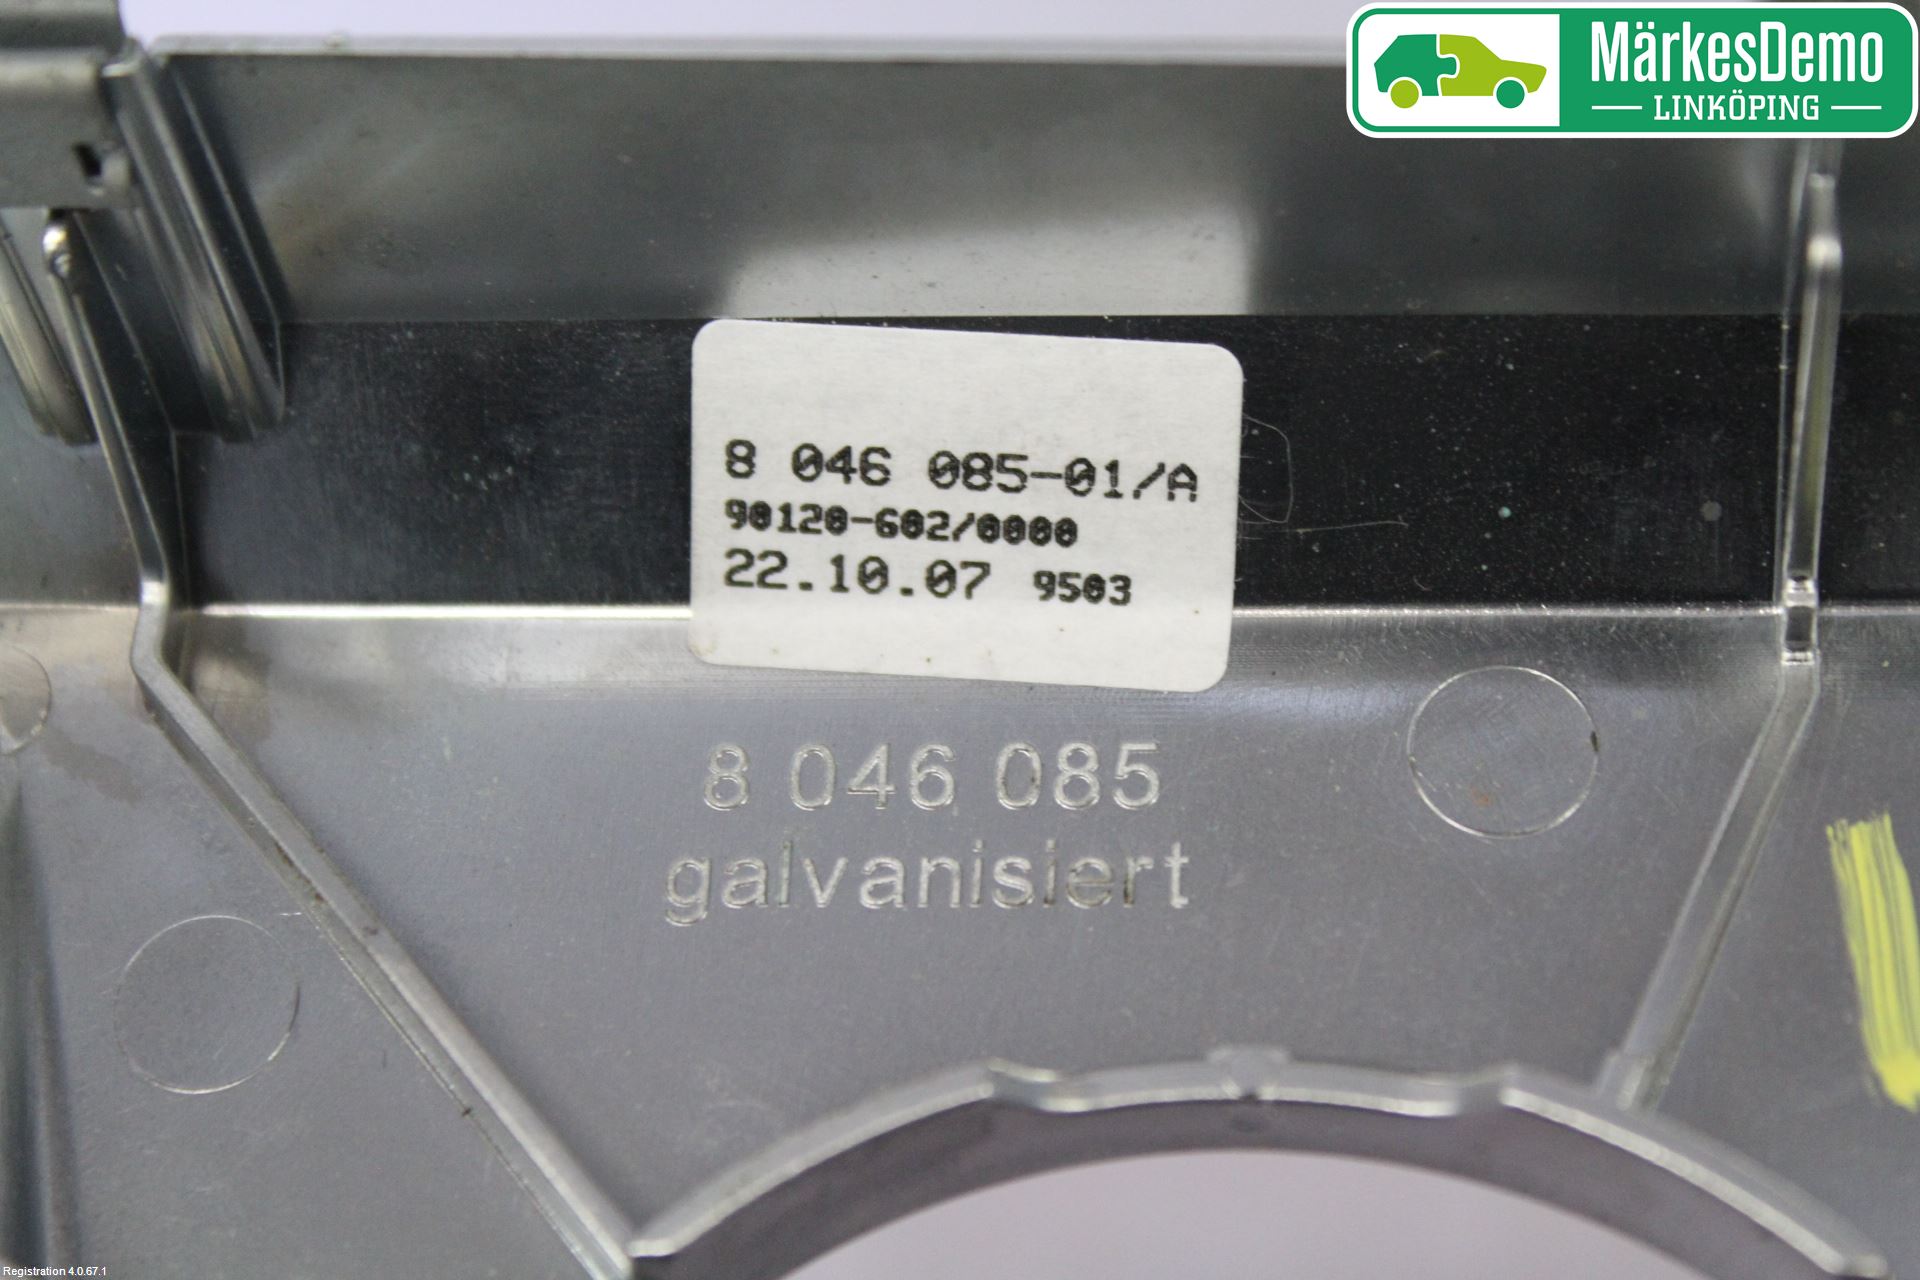 MärkesDemo
LINKÖPING
8 046 085-01/A
90120-602/0000
22.10.07 9503
8 046 085
galvanisiert
Registration 4.0.67.1